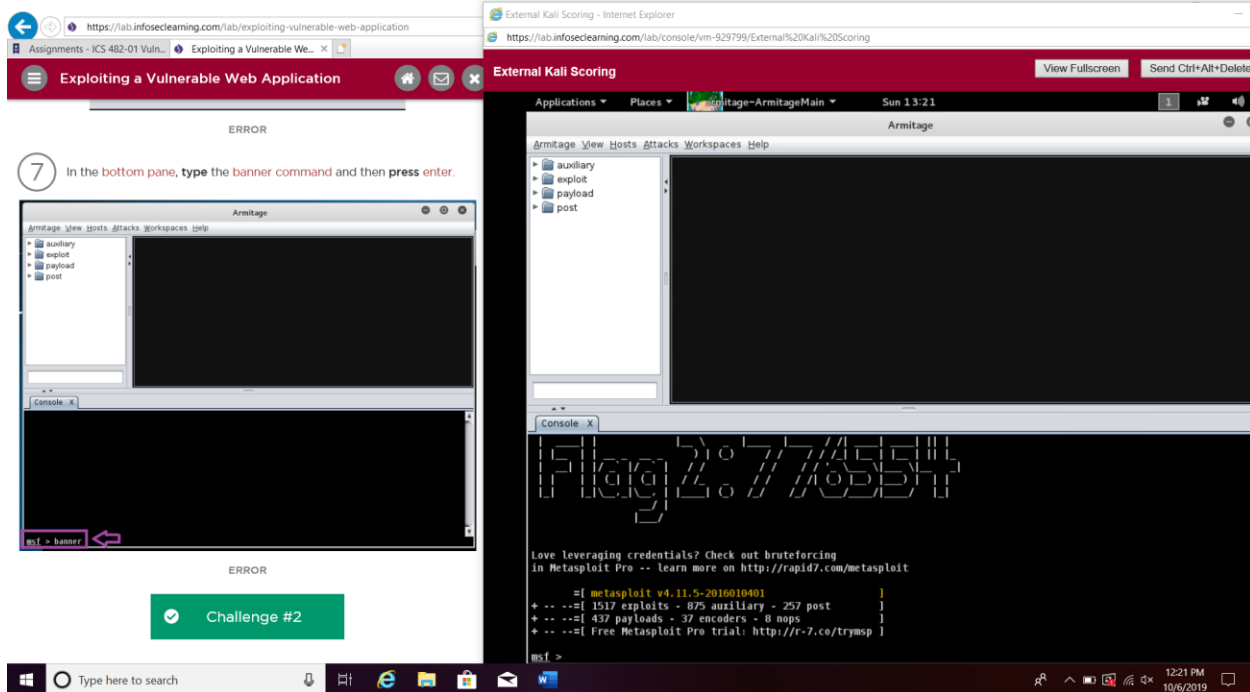 https://lab.infoseclearning.com/lab/exploiting-vulnerable-web-application
Assignments - ICS 482-01 Vuln...
Exploiting a Vulnerable We...
Exploiting a Vulnerable Web Application
ERROR
7
In the bottom pane, type the banner command and then press enter.
Armitage
Armitage View Hosts Attacks Workspaces Help
auxiliary
exploit
payload
post
Console X
msf > banner
ERROR
Challenge #2
External Kali Scoring - Internet Explorer
https://lab.infoseclearning.com/lab/console/vm-929799/External%20Kali%20Scoring
External Kali Scoring
View Fullscreen
Send Ctrl+Alt+Delete
Applications Places armitage-ArmitageMain Sun 13:21 1
Armitage
Armitage View Hosts Attacks Workspaces Help
auxiliary
exploit
payload
post
Console X
Flag2:776554
Love leveraging credentials? Check out bruteforcing
in Metasploit Pro -- learn more on http://rapid7.com/metasploit
=[ metasploit v4.11.5-2016010401 ]
+ -- --=[ 1517 exploits - 875 auxiliary - 257 post ]
+ -- --=[ 437 payloads - 37 encoders - 8 nops ]
+ -- --=[ Free Metasploit Pro trial: http://r-7.co/trymsp ]
msf >
Type here to search
12:21 PM
10/6/2019